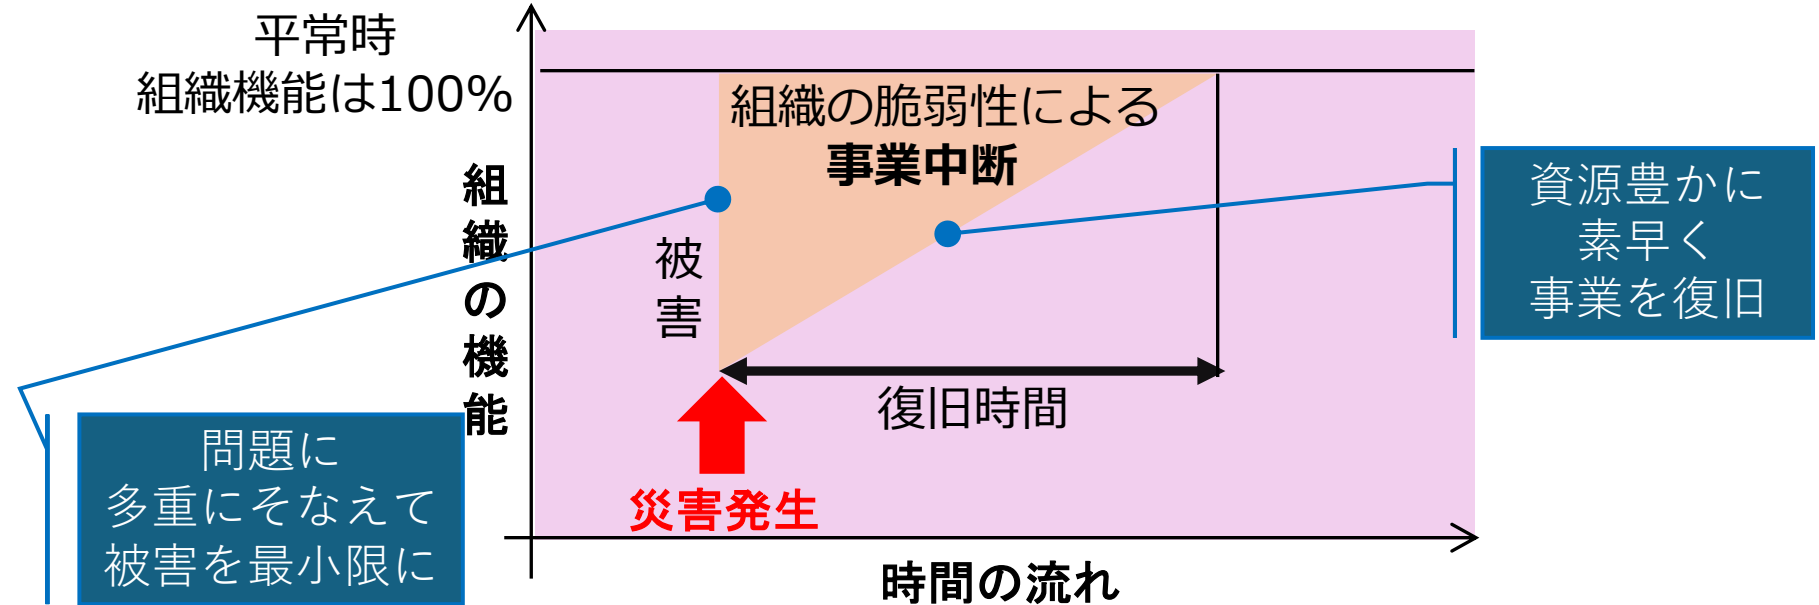 平常時
組織機能は100%
組織の機能
組織の脆弱性による
事業中断
被害
復旧時間
災害発生
時間の流れ
資源豊かに
素早く
事業を復旧
問題に
多重にそなえて
被害を最小限に